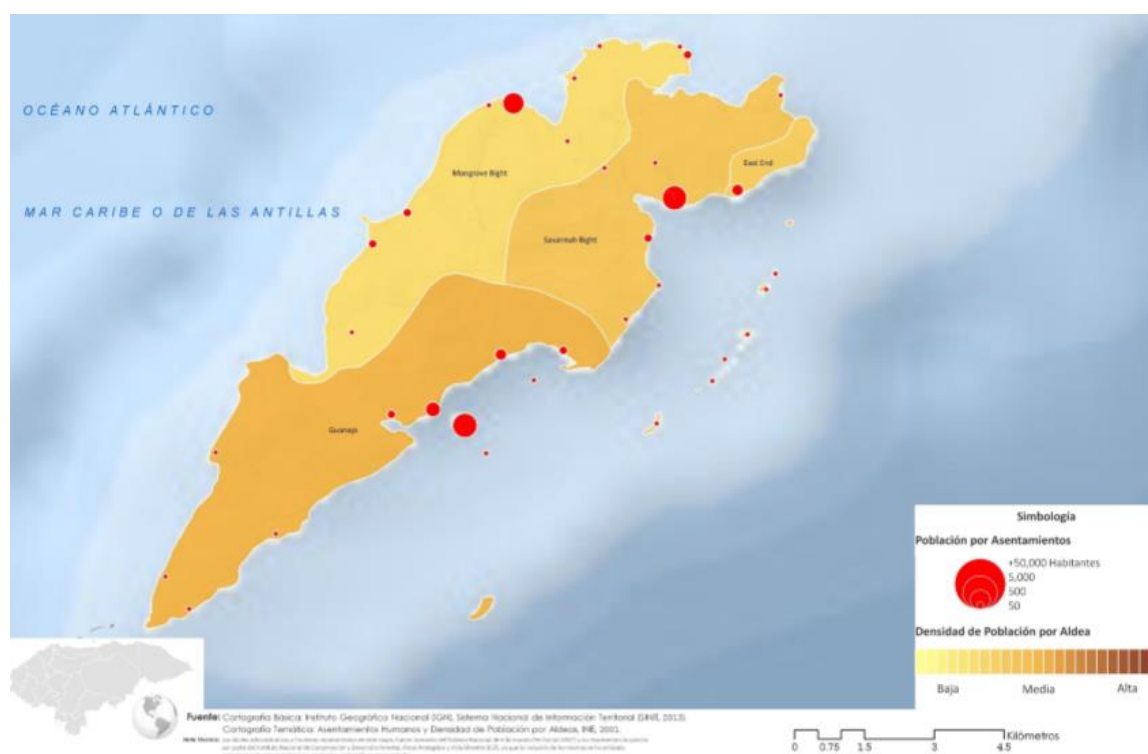 OCÉANO ATLÁNTICO
MAR CARIBE O DE LAS ANTILLAS
Mangrove Bight
East End
Savannah Bight
Guanaja
Simbología
Población por Asentamientos
+50,000 Habitantes
5,000
500
50
Densidad de Población por Aldea
Baja Media Alta
Fuente: Cartografía Básica: Instituto Geográfico Nacional (IGN), Sistema Nacional de Información Territorial (SINIT, 2013).
Cartografía Temática: Asentamientos Humanos y Densidad de Población por Aldeas, INE, 2001.
Kilómetros
0 0.75 1.5 3 4.5